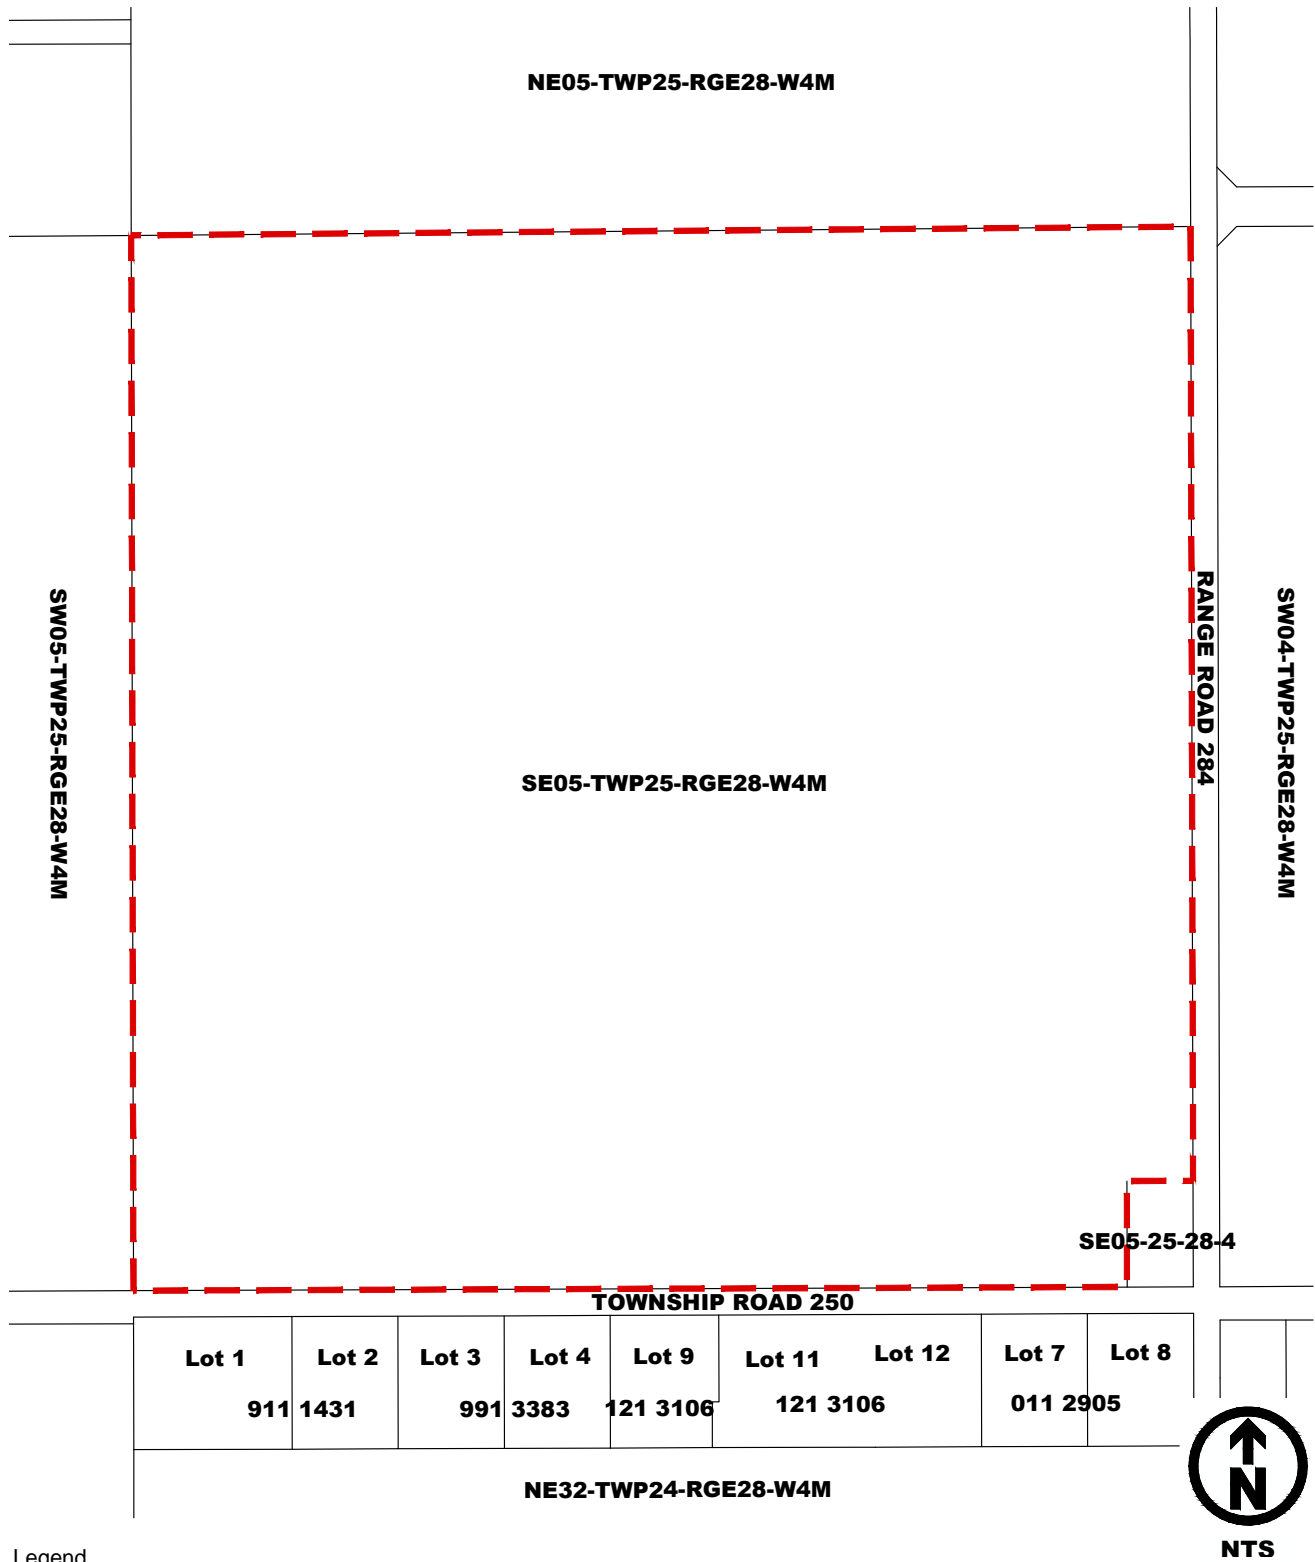 NE05-TWP25-RGE28-W4M
SW05-TWP25-RGE28-W4M
SE05-TWP25-RGE28-W4M
RANGE ROAD 284
SW04-TWP25-RGE28-W4M
SE05-25-28-4
TOWNSHIP ROAD 250
Lot 1 Lot 2 Lot 3 Lot 4 Lot 9 Lot 11 Lot 12 Lot 7 Lot 8
911 1431 991 3383 121 3106 121 3106 011 2905
NE32-TWP24-RGE28-W4M
N
NTS
Legend